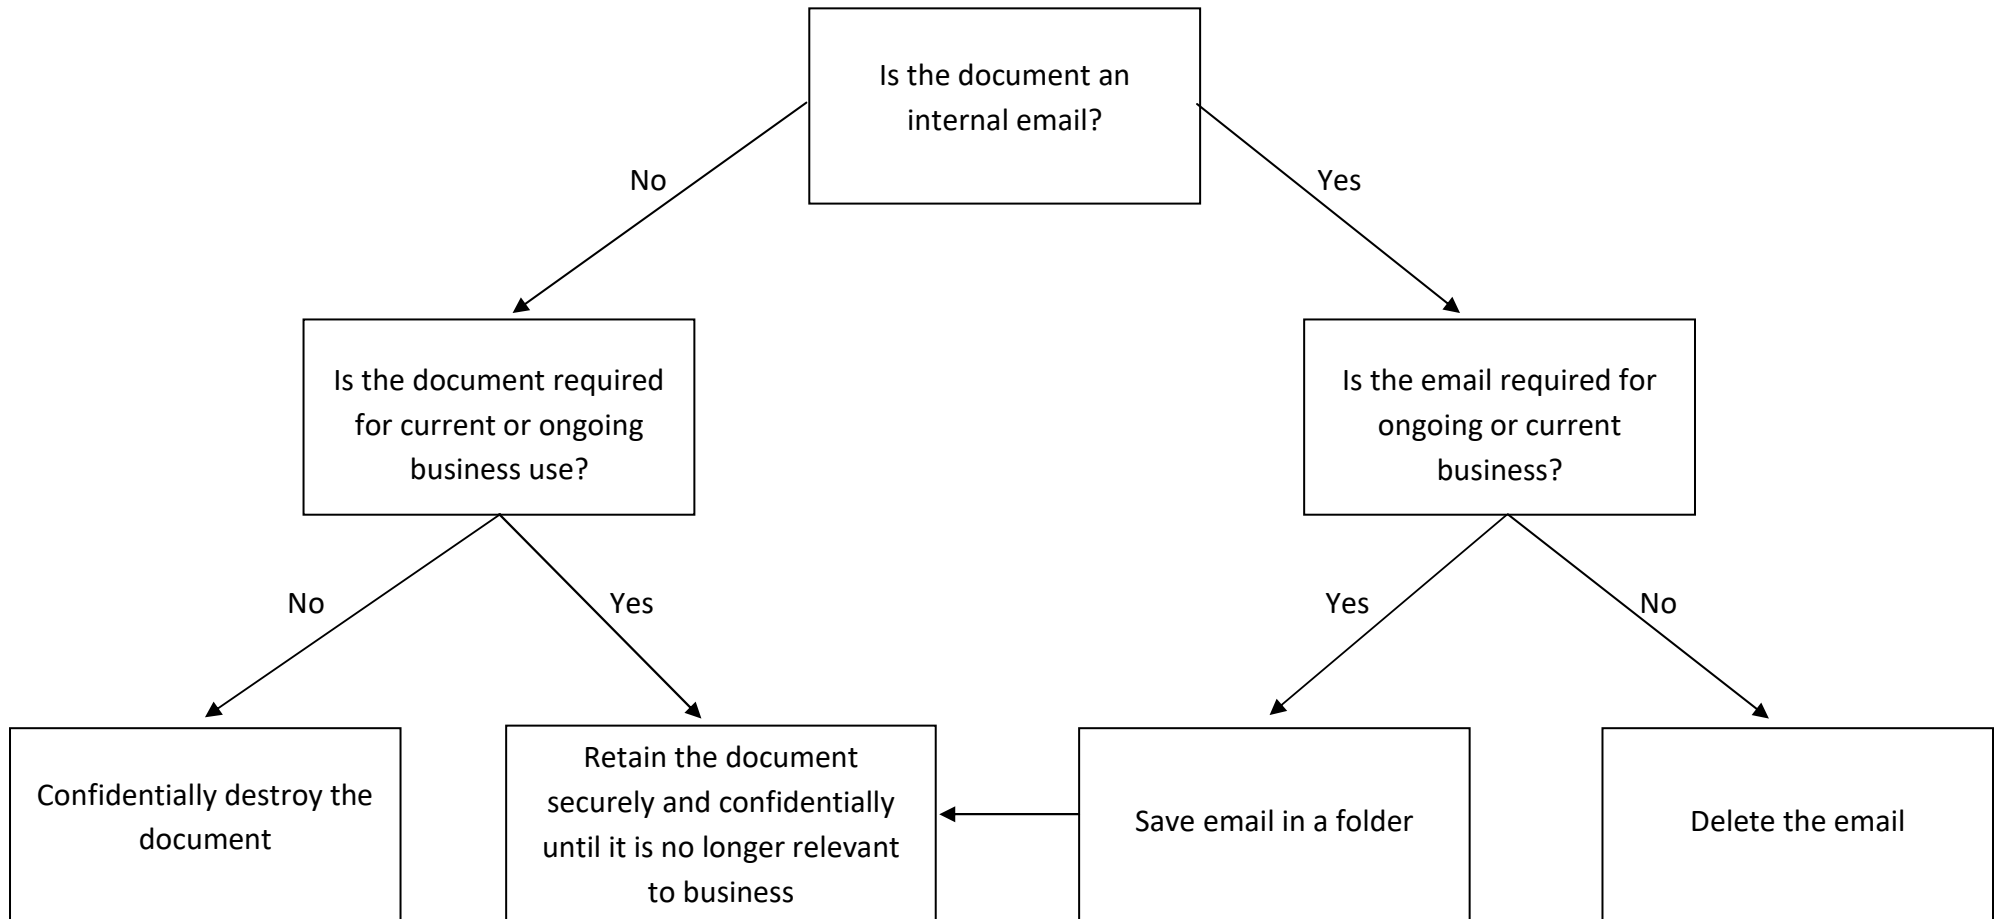 Is the document an
internal email?
No
Yes
Is the document required
for current or ongoing
business use?
Is the email required for
ongoing or current
business?
No
Yes
Yes
No
Confidentially destroy the
document
Retain the document
securely and confidentially
until it is no longer relevant
to business
Save email in a folder
Delete the email